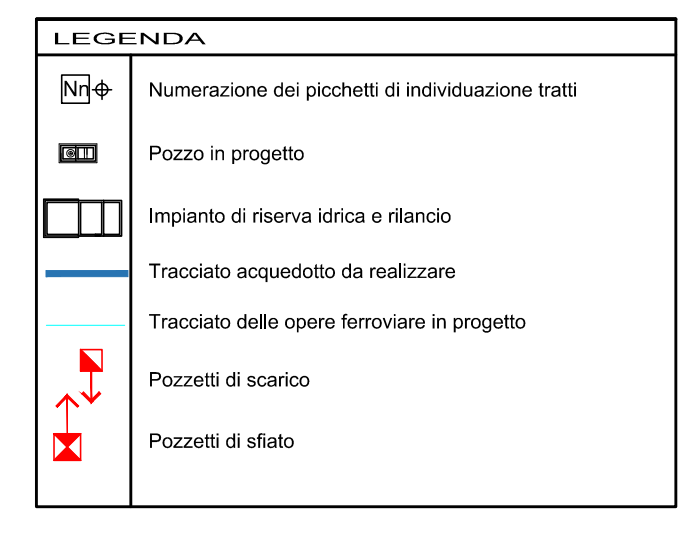 LEGENDA
Nn
Numerazione dei picchetti di individuazione tratti
Pozzo in progetto
Impianto di riserva idrica e rilancio
Tracciato acquedotto da realizzare
Tracciato delle opere ferroviare in progetto
Pozzetti di scarico
Pozzetti di sfiato